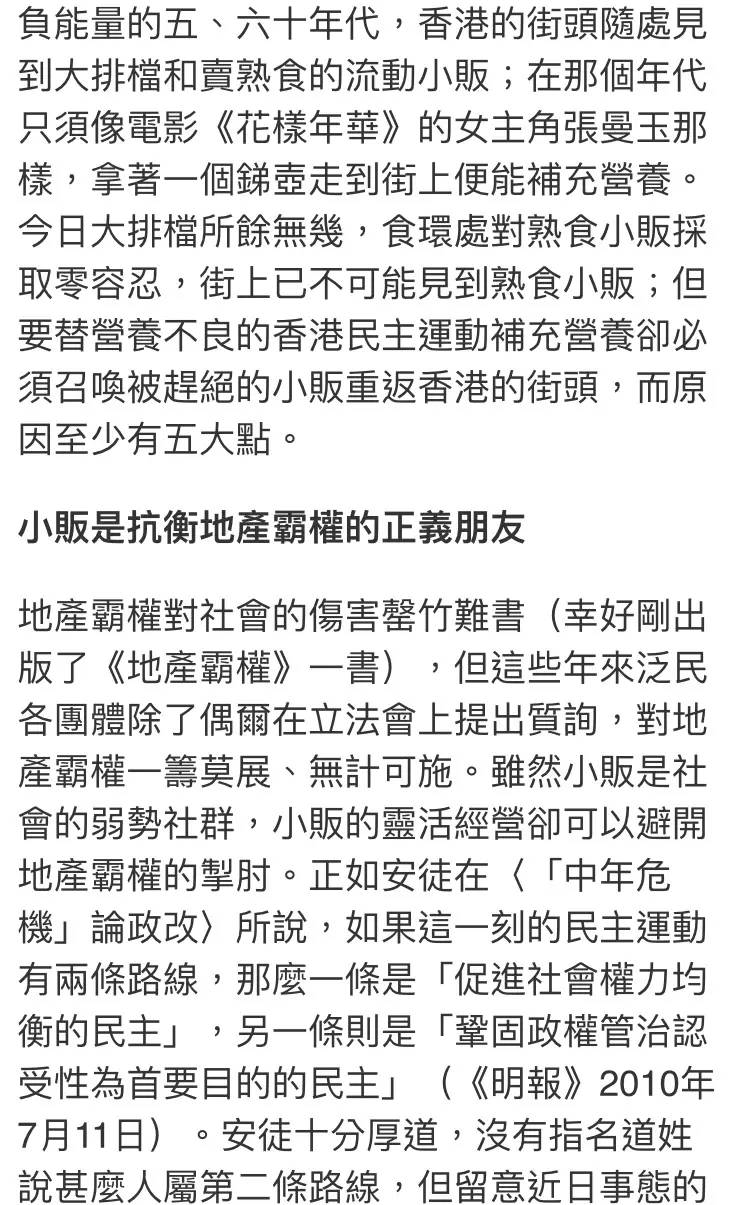 負能量的五、六十年代，香港的街頭隨處見
到大排檔和賣熟食的流動小販；在那個年代
只須像電影《花樣年華》的女主角張曼玉那
樣，拿著一個銻壺走到街上便能補充營養。
今日大排檔所餘無幾，食環處對熟食小販採
取零容忍，街上已不可能見到熟食小販；但
要替營養不良的香港民主運動補充營養卻必
須召喚被趕絕的小販重返香港的街頭，而原
因至少有五大點。
小販是抗衡地產霸權的正義朋友
地產霸權對社會的傷害罄竹難書（幸好剛出
版了《地產霸權》一書），但這些年來泛民
各團體除了偶爾在立法會上提出質詢，對地
產霸權一籌莫展、無計可施。雖然小販是社
會的弱勢社群，小販的靈活經營卻可以避開
地產霸權的掣肘。正如安徒在〈「中年危
機」論政改〉所說，如果這一刻的民主運動
有兩條路線，那麼一條是「促進社會權力均
衡的民主」，另一條則是「鞏固政權管治認
受性為首要目的的民主」（《明報》2010年
7月11日）。安徒十分厚道，沒有指名道姓
說甚麼人屬第二條路線，但留意近日事態的